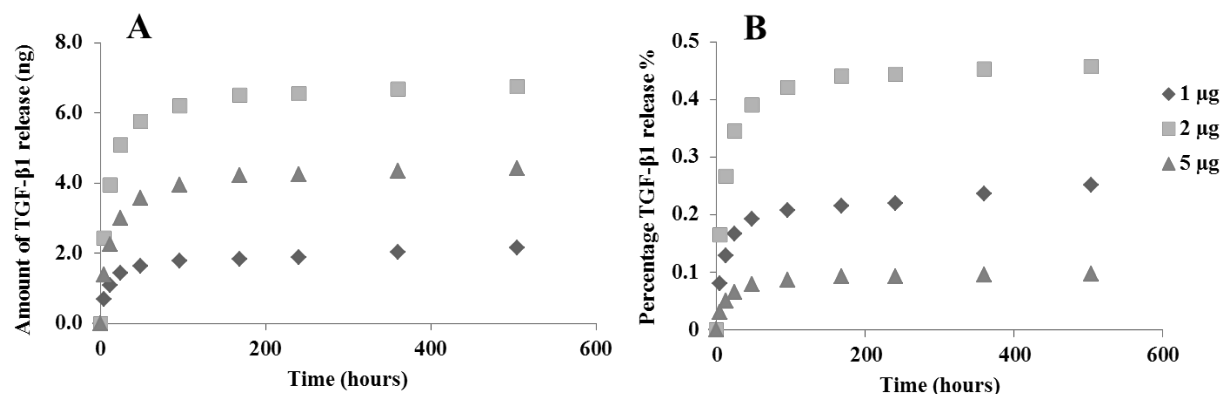 A
Amount of TGF-β1 release (ng)
8.0
6.0
4.0
2.0
0.0
0 200 400 600
Time (hours)
B
Percentage TGF-β1 release %
0.5
0.4
0.3
0.2
0.1
0
0 200 400 600
Time (hours)
1 µg
2 µg
5 µg